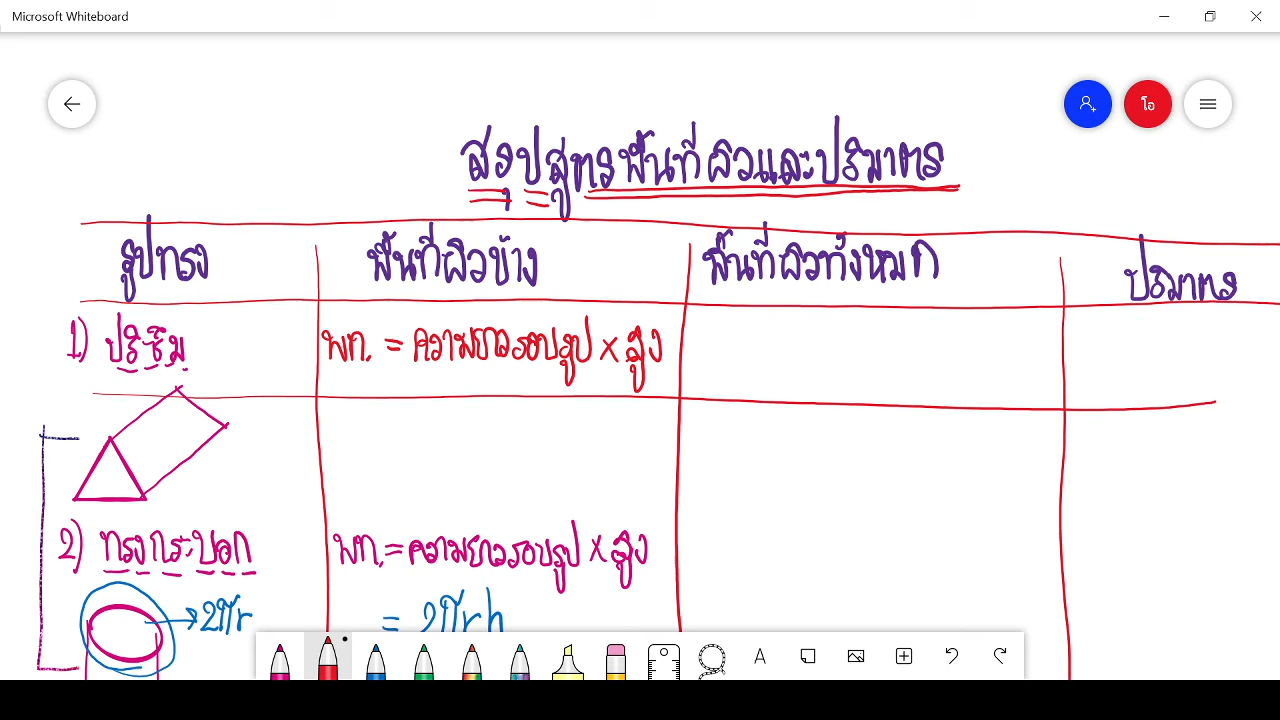 Microsoft Whiteboard
โอ
สรุปสูตรพื้นที่ผิวและปริมาตร
รูปทรง พื้นที่ผิวข้าง พื้นที่ผิวทั้งหมด ปริมาตร
1) ปริซึม พท. = ความยาวรอบรูป × สูง
2) ทรงกระบอก พท. = ความยาวรอบรูป × สูง
2πr = 2πrh
A